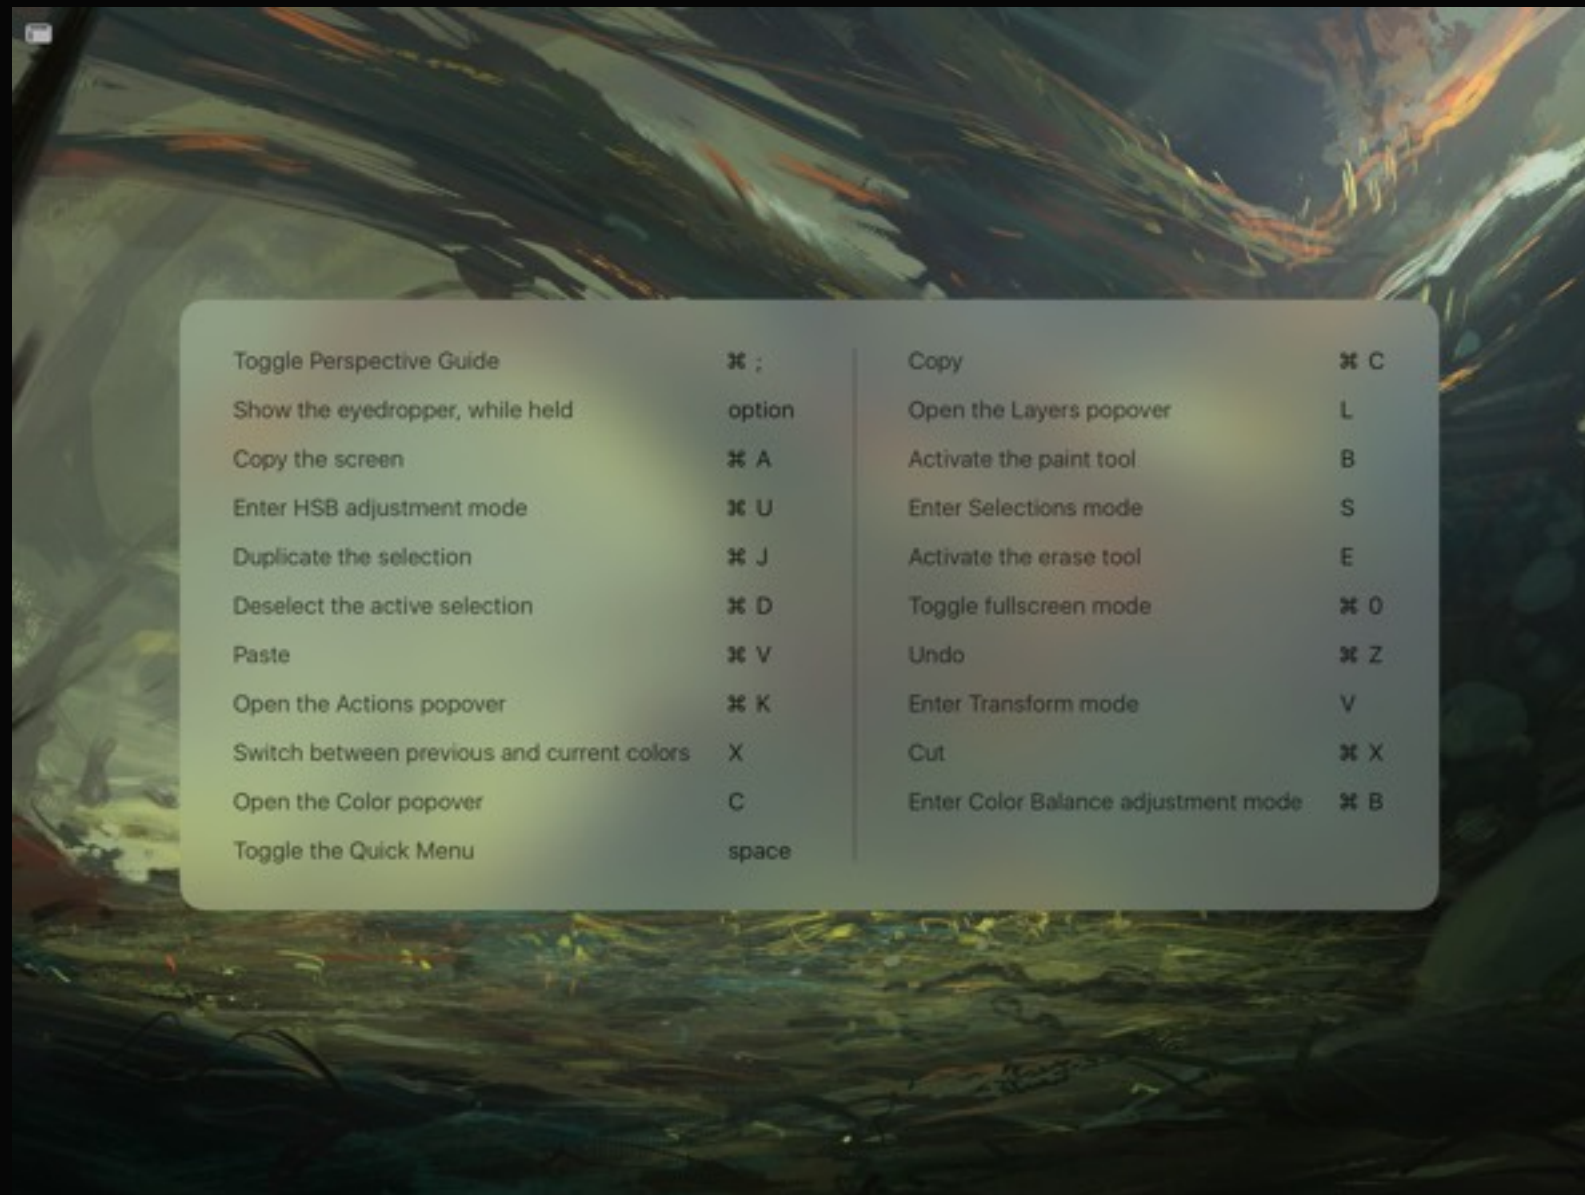 Toggle Perspective Guide ⌘ ;
Show the eyedropper, while held option
Copy the screen ⌘ A
Enter HSB adjustment mode ⌘ U
Duplicate the selection ⌘ J
Deselect the active selection ⌘ D
Paste ⌘ V
Open the Actions popover ⌘ K
Switch between previous and current colors X
Open the Color popover C
Toggle the Quick Menu space
Copy ⌘ C
Open the Layers popover L
Activate the paint tool B
Enter Selections mode S
Activate the erase tool E
Toggle fullscreen mode ⌘ 0
Undo ⌘ Z
Enter Transform mode V
Cut ⌘ X
Enter Color Balance adjustment mode ⌘ B